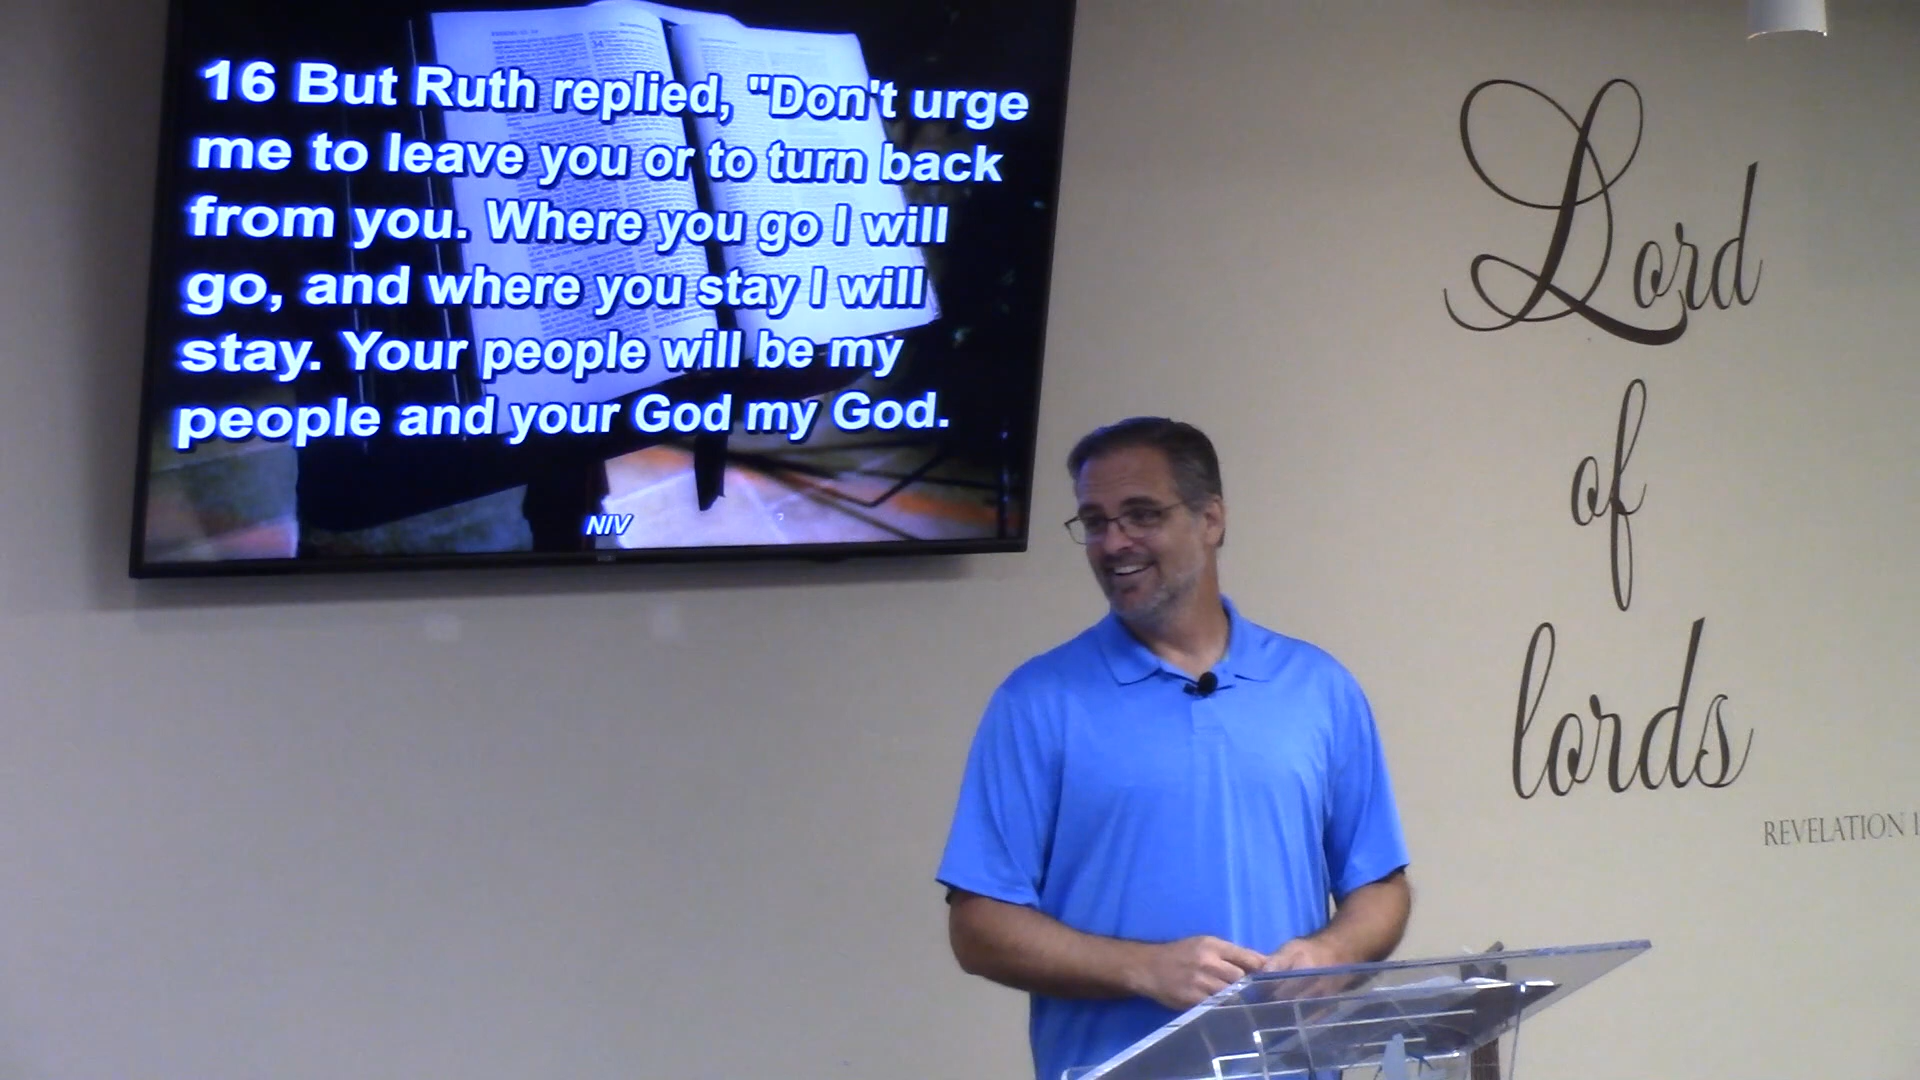 16 But Ruth replied, "Don't urge
me to leave you or to turn back
from you. Where you go I will
go, and where you stay I will
stay. Your people will be my
people and your God my God.
NIV
Lord
of
lords
REVELATION